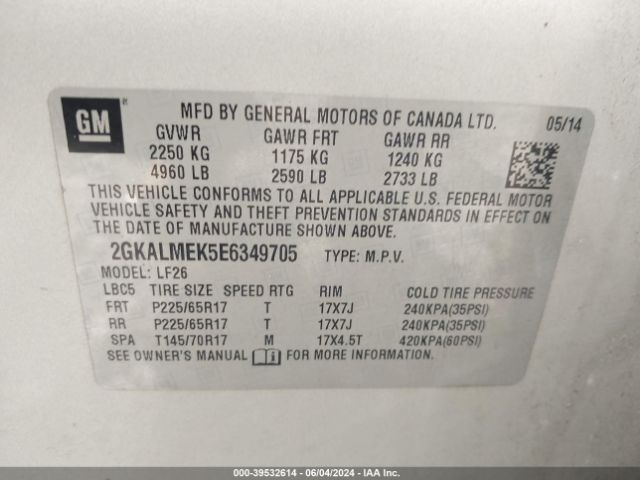 GM
MFD BY GENERAL MOTORS OF CANADA LTD. 05/14
GVWR GAWR FRT GAWR RR
2250 KG 1175 KG 1240 KG
4960 LB 2590 LB 2733 LB
THIS VEHICLE CONFORMS TO ALL APPLICABLE U.S. FEDERAL MOTOR
VEHICLE SAFETY AND THEFT PREVENTION STANDARDS IN EFFECT ON
THE DATE OF MANUFACTURE SHOWN ABOVE.
2GKALMEK5E6349705 TYPE: M.P.V.
MODEL: LF26
LBC5 TIRE SIZE SPEED RTG RIM COLD TIRE PRESSURE
FRT P225/65R17 T 17X7J 240KPA(35PSI)
RR P225/65R17 T 17X7J 240KPA(35PSI)
SPA T145/70R17 M 17X4.5T 420KPA(60PSI)
SEE OWNER'S MANUAL FOR MORE INFORMATION.
000-39532614 - 06/04/2024 - IAAI.COM